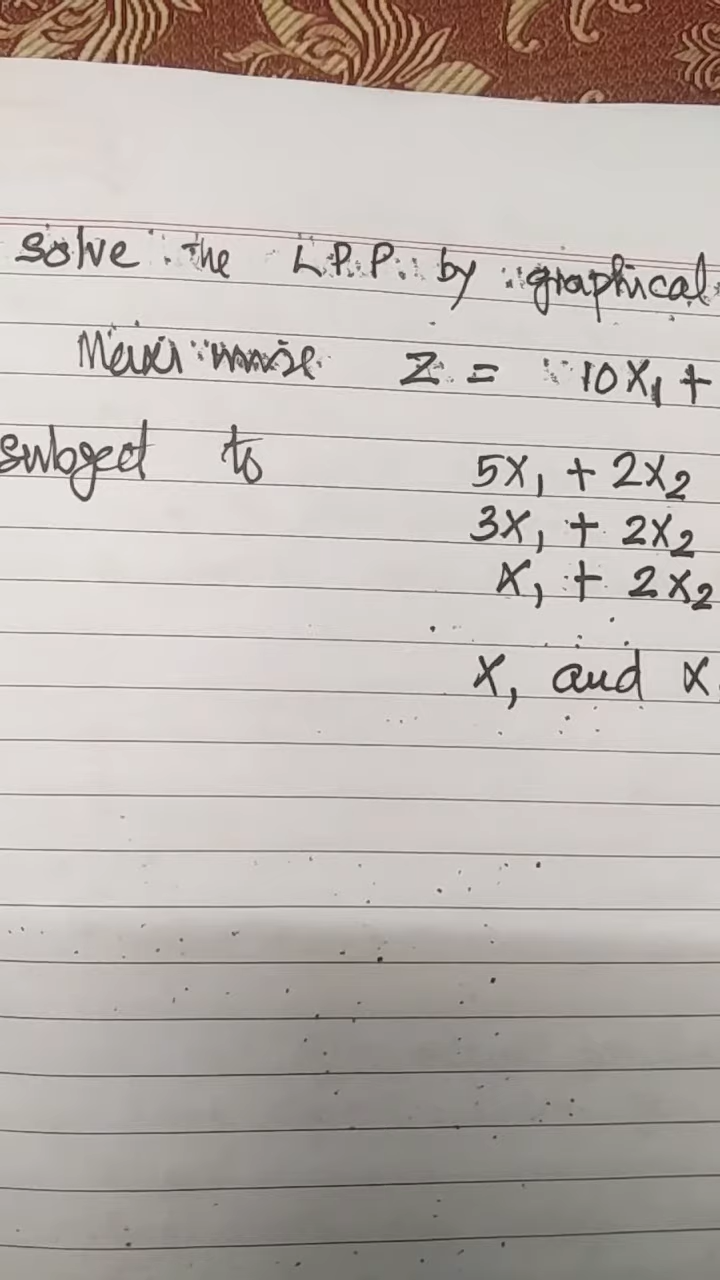 solve the L.P.P. by graphical
Maximise Z = 10x₁ +
subject to 5x₁ + 2x₂
3x₁ + 2x₂
x₁ + 2x₂
x₁ and x